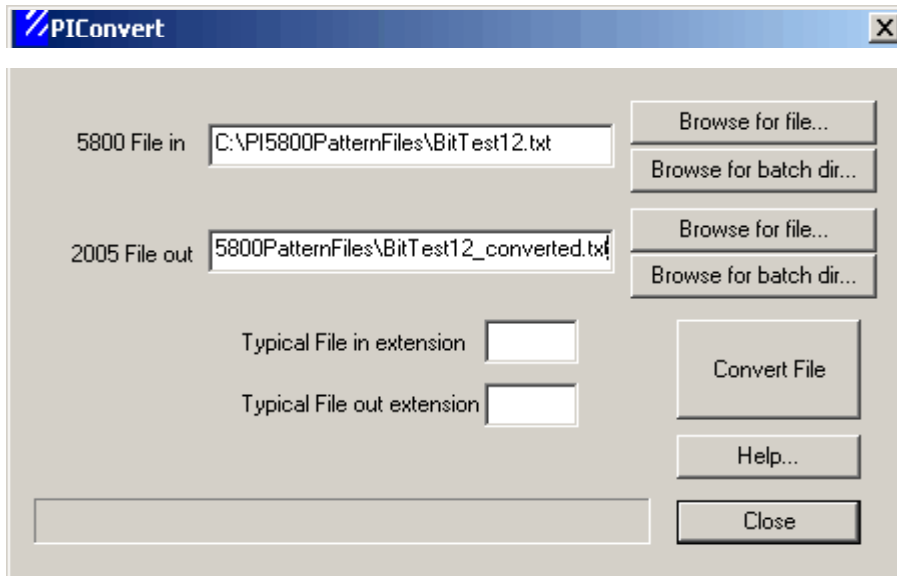 PIConvert
5800 File in
C:\PI5800PatternFiles\BitTest12.txt
Browse for file...
Browse for batch dir...
2005 File out
5800PatternFiles\BitTest12_converted.txt
Browse for file...
Browse for batch dir...
Typical File in extension
Typical File out extension
Convert File
Help...
Close